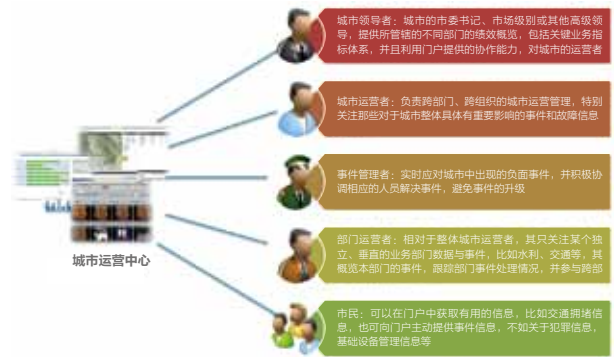 城市领导者：城市的市委书记、市场级别或其他高级领
导，提供所管辖的不同部门的绩效概览，包括关键业务指
标体系，并且利用门户提供的协作能力，对城市的运营者
城市运营者：负责跨部门、跨组织的城市运营管理，特别
关注那些对于城市整体具体有重要影响的事件和故障信息
事件管理者：实时应对城市中出现的负面事件，并积极协
调相应的人员解决事件，避免事件的升级
城市运营中心
部门运营者：相对于整体城市运营者，其只关注某个独
立、垂直的业务部门数据与事件，比如水利、交通等，其
概览本部门的事件，跟踪部门事件处理情况，并参与跨部
市民：可以在门户中获取有用的信息，比如交通拥堵信
息，也可向门户主动提供事件信息，不如关于犯罪信息，
基础设备管理信息等